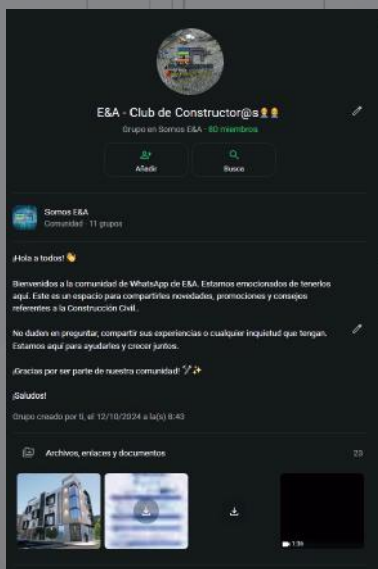 E&A - Club de Constructor@s👷‍♀️👷
Grupo en Somos E&A · 80 miembros
Añadir
Busca
Somos E&A
Comunidad · 11 grupos
¡Hola a todos! 👋
Bienvenidos a la comunidad de WhatsApp de E&A. Estamos emocionados de tenerlos
aquí. Este es un espacio para compartirles novedades, promociones y consejos
referentes a la Construcción Civil..
No duden en preguntar, compartir sus experiencias o cualquier inquietud que tengan.
Estamos aquí para ayudarles y crecer juntos.
¡Gracias por ser parte de nuestra comunidad! 🛠✨
¡Saludos!
Grupo creado por ti, el 12/10/2024 a la(s) 8:43
Archivos, enlaces y documentos
23
1:39